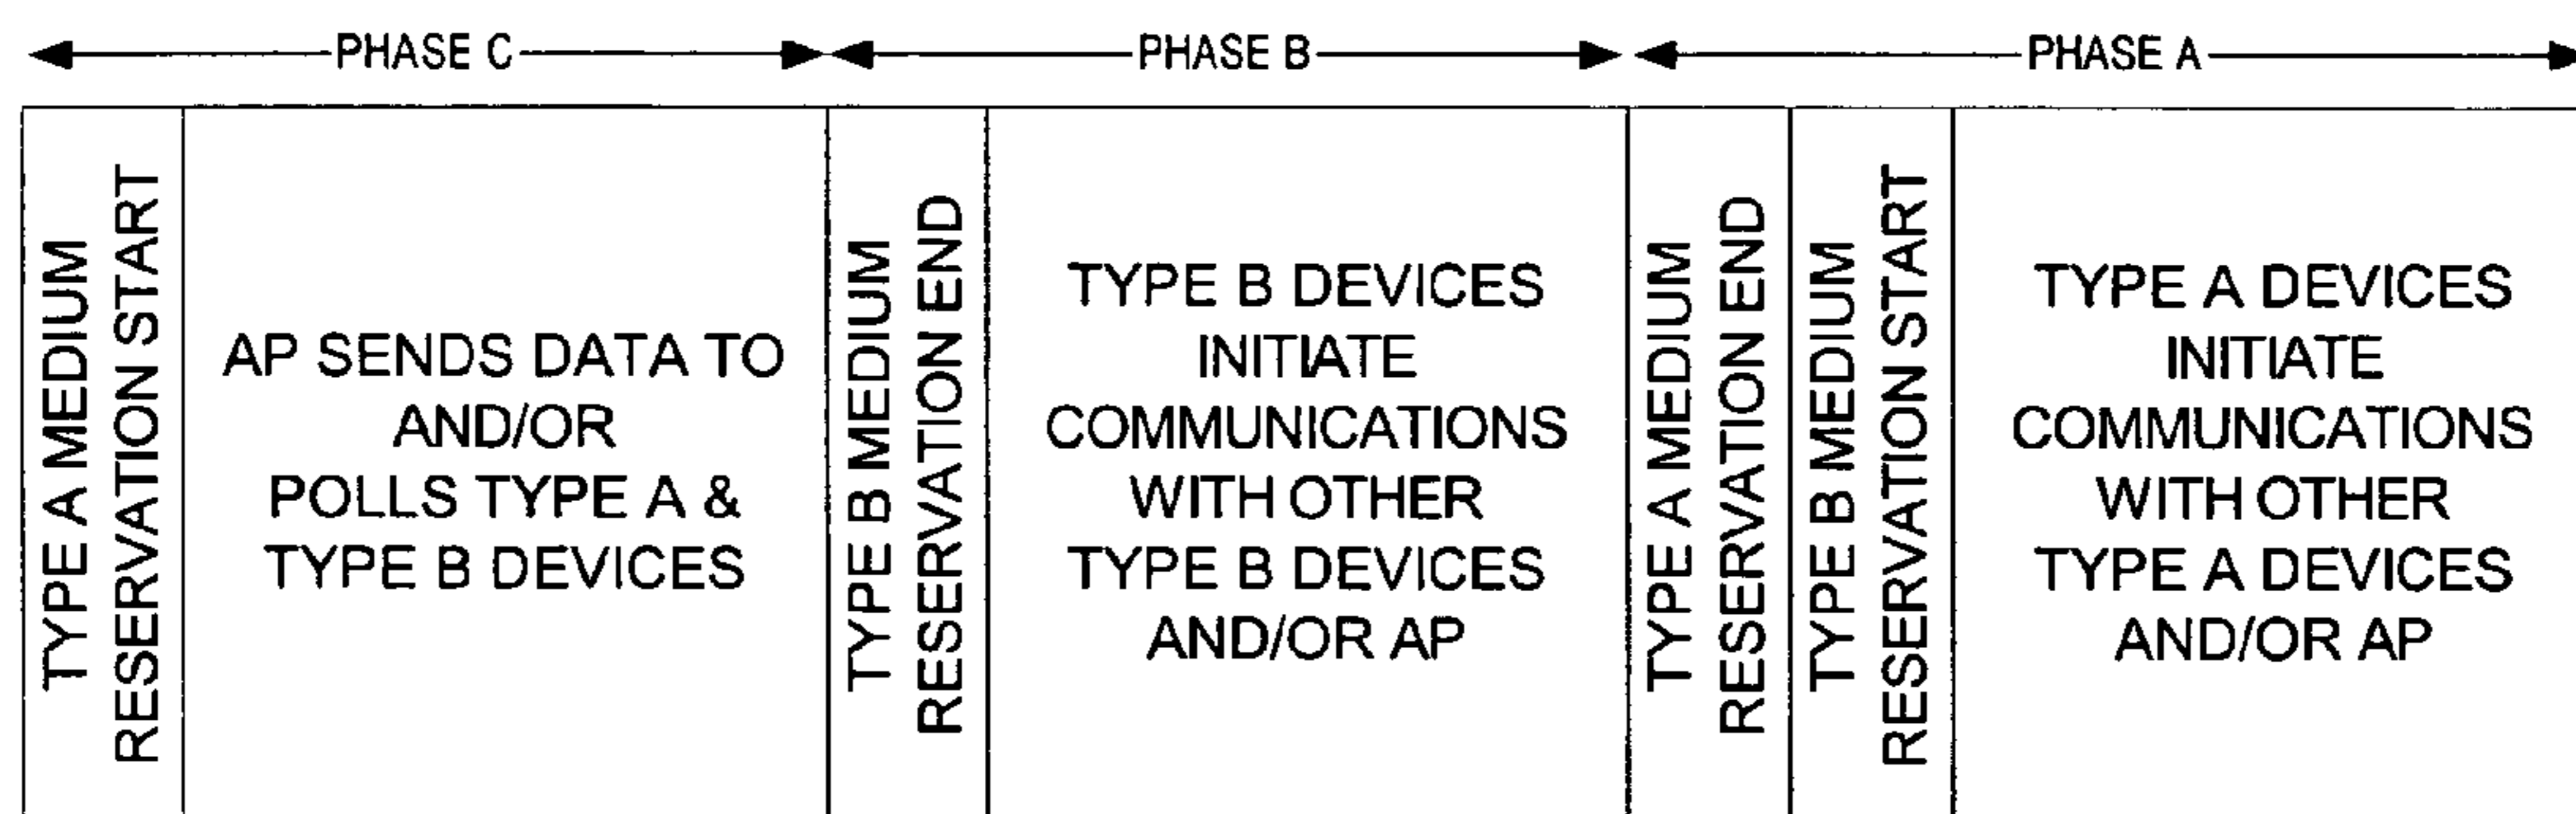 PHASE C
PHASE B
PHASE A
TYPE A MEDIUM
RESERVATION START
AP SENDS DATA TO
AND/OR
POLLS TYPE A &
TYPE B DEVICES
TYPE B MEDIUM
RESERVATION END
TYPE B DEVICES
INITIATE
COMMUNICATIONS
WITH OTHER
TYPE B DEVICES
AND/OR AP
TYPE A MEDIUM
RESERVATION END
TYPE B MEDIUM
RESERVATION START
TYPE A DEVICES
INITIATE
COMMUNICATIONS
WITH OTHER
TYPE A DEVICES
AND/OR AP